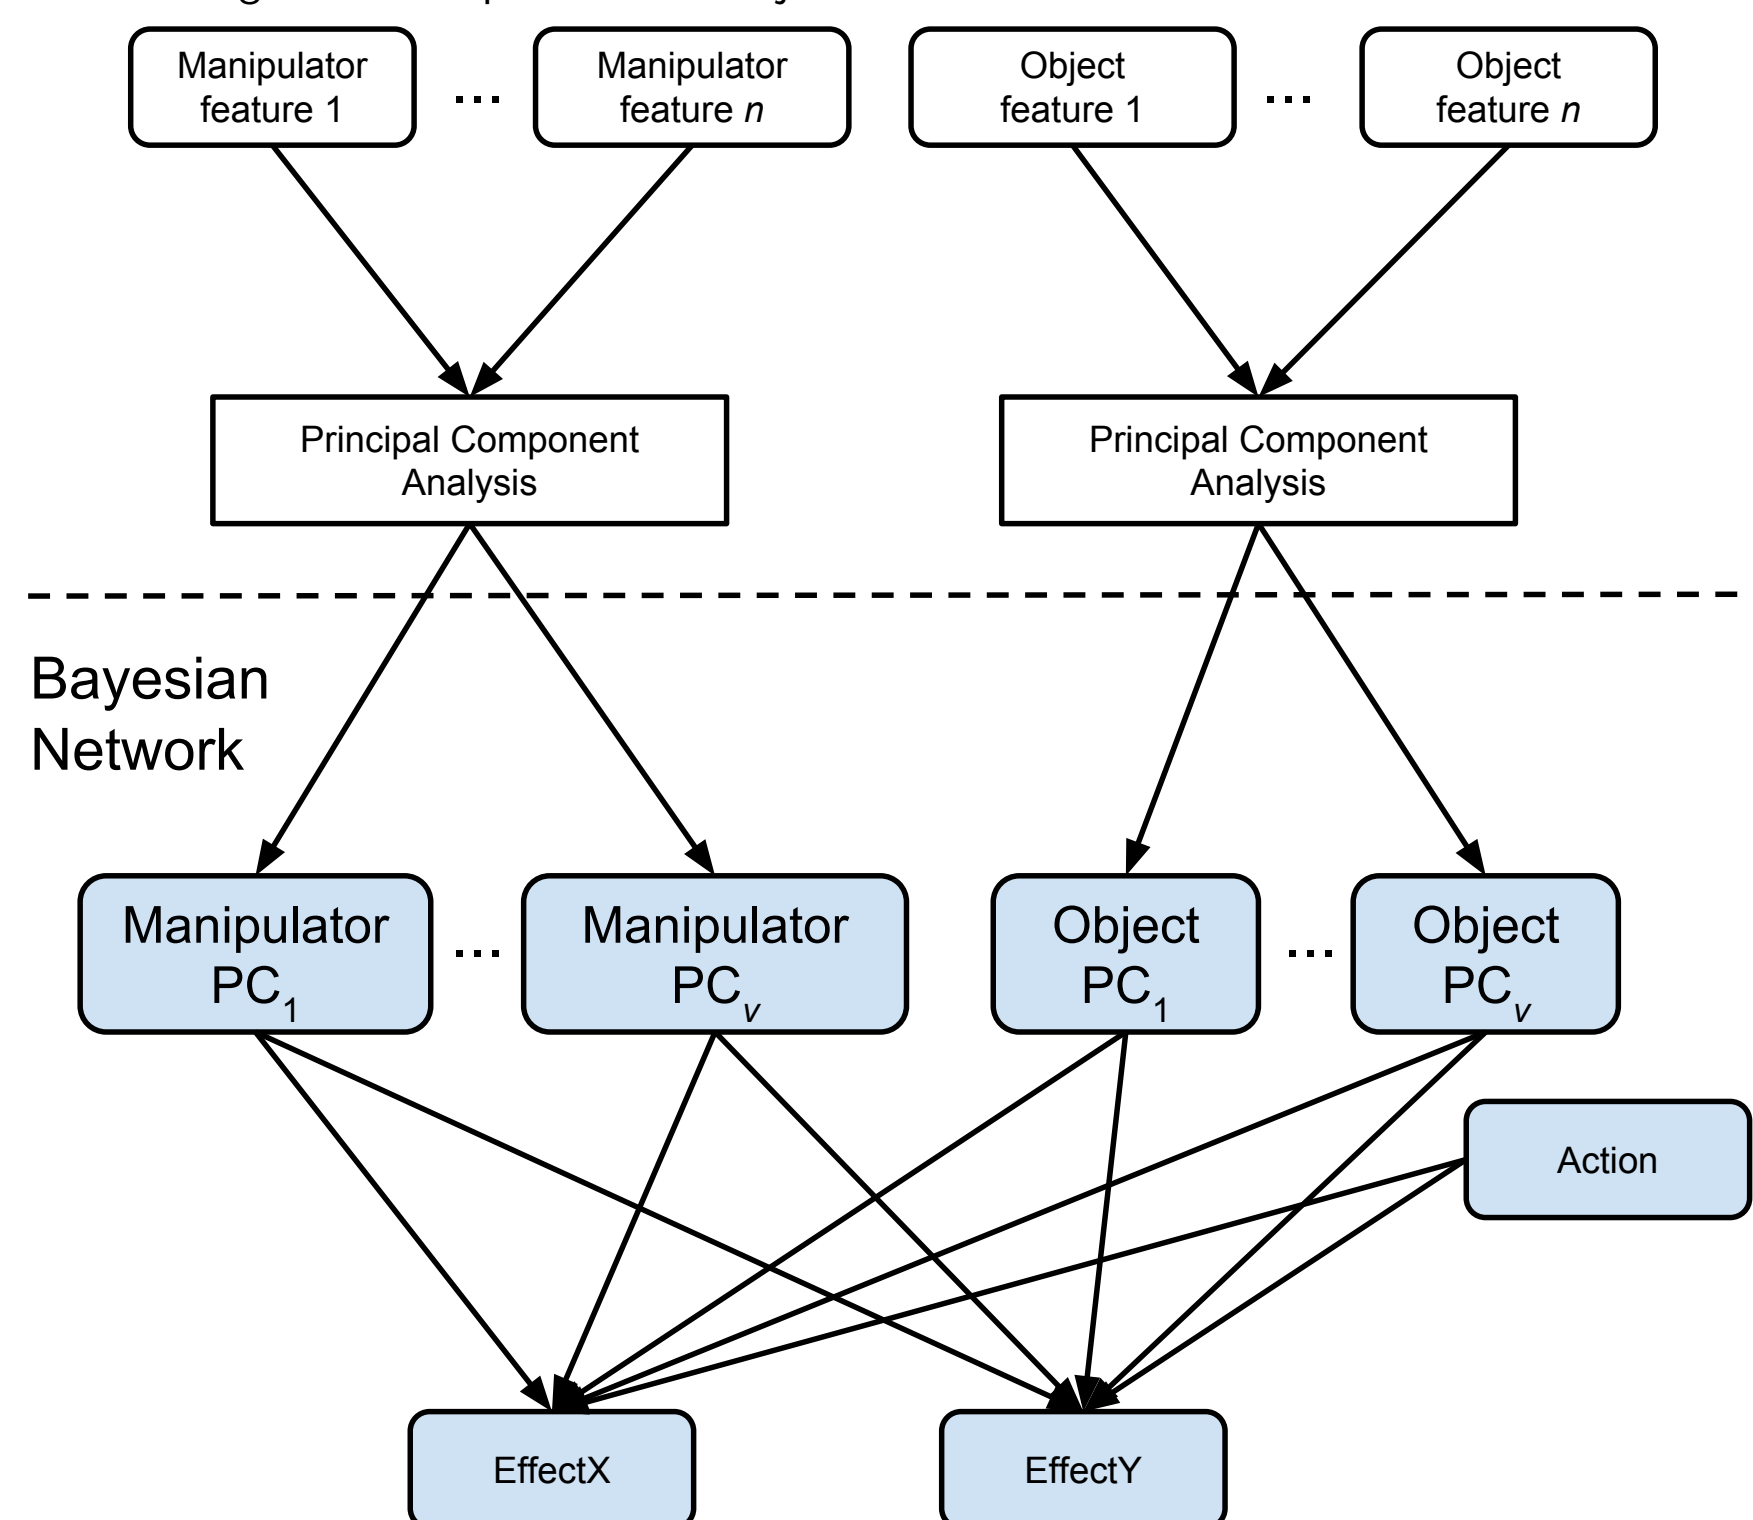 Manipulator
feature 1
...
Manipulator
feature n
Object
feature 1
...
Object
feature n
Principal Component
Analysis
Principal Component
Analysis
Bayesian
Network
Manipulator
PC1
...
Manipulator
PCv
Object
PC1
...
Object
PCv
Action
EffectX
EffectY